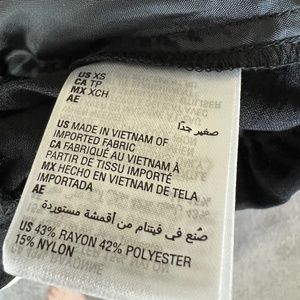 US XS
CA TP
MX XCH
AE
صغير جدًا
US MADE IN VIETNAM OF
IMPORTED FABRIC
CA FABRIQUÉ AU VIETNAM À
PARTIR DE TISSU IMPORTÉ
MX HECHO EN VIETNAM DE TELA
IMPORTADA
AE
صُنع في فيتنام من أقمشة مستوردة
US 43% RAYON 42% POLYESTER
15% NYLON